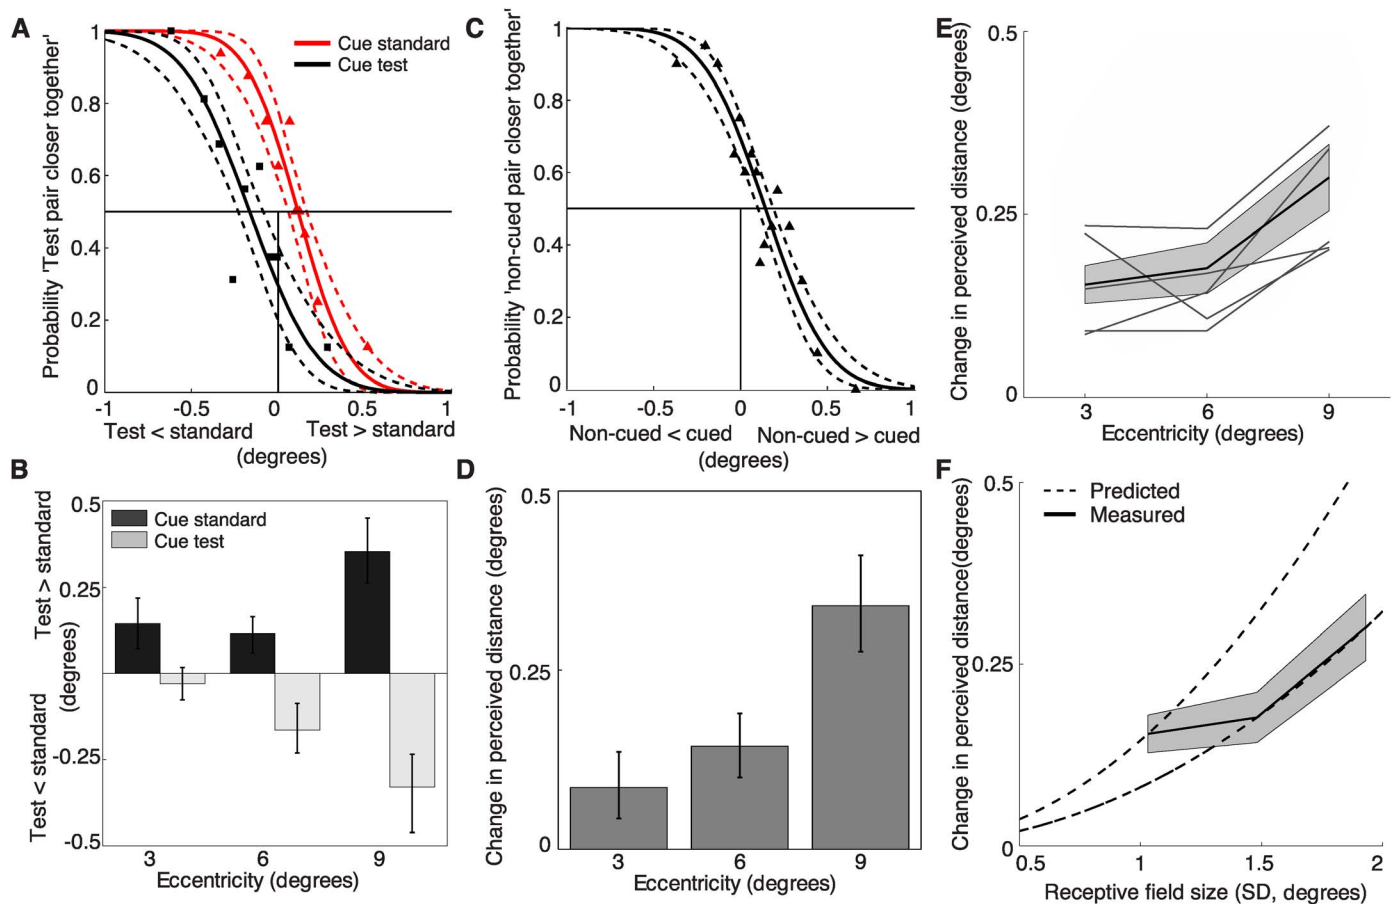 A
Probability 'Test pair closer together'
1
0.8
0.6
0.4
0.2
0
Cue standard
Cue test
-1
-0.5
0
0.5
1
Test < standard
Test > standard
(degrees)
C
Probability 'non-cued pair closer together'
1
0.8
0.6
0.4
0.2
0
-1
-0.5
0
0.5
1
Non-cued < cued
Non-cued > cued
(degrees)
E
Change in perceived distance (degrees)
0.5
0.25
0
3
6
9
Eccentricity (degrees)
B
Test < standard
Test > standard
(degrees)
0.5
0.25
-0.25
-0.5
Cue standard
Cue test
3
6
9
Eccentricity (degrees)
D
Change in perceived distance (degrees)
0.5
0.25
0
3
6
9
Eccentricity (degrees)
F
Change in perceived distance(degrees)
0.5
0.25
0
Predicted
Measured
0.5
1
1.5
2
Receptive field size (SD, degrees)